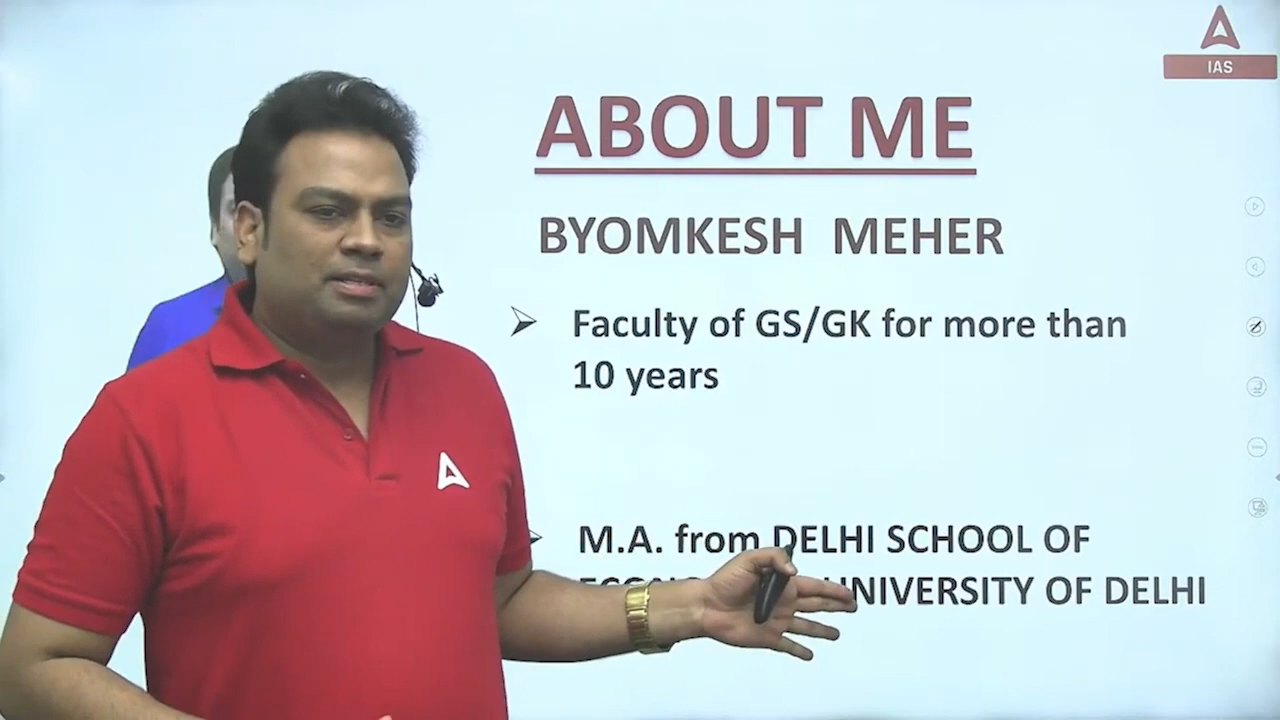 IAS
ABOUT ME
BYOMKESH MEHER
Faculty of GS/GK for more than
10 years
M.A. from DELHI SCHOOL OF
UNIVERSITY OF DELHI